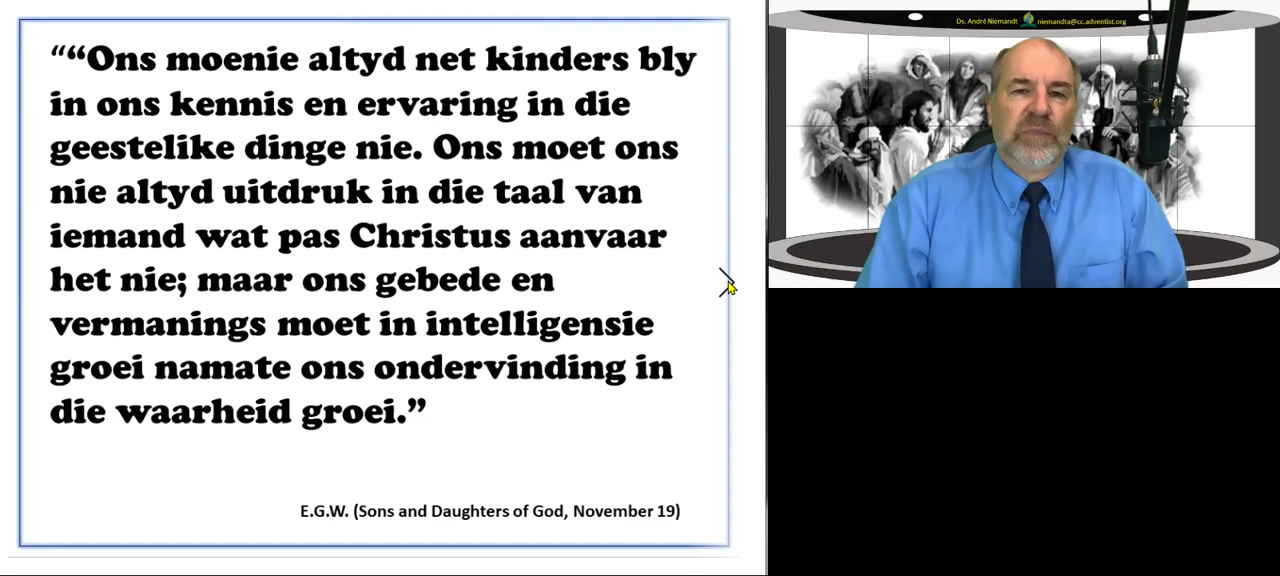 ““Ons moenie altyd net kinders bly
in ons kennis en ervaring in die
geestelike dinge nie. Ons moet ons
nie altyd uitdruk in die taal van
iemand wat pas Christus aanvaar
het nie; maar ons gebede en
vermanings moet in intelligensie
groei namate ons ondervinding in
die waarheid groei.”
E.G.W. (Sons and Daughters of God, November 19)
Ds. André Niemandt niemandta@cc.adventist.org